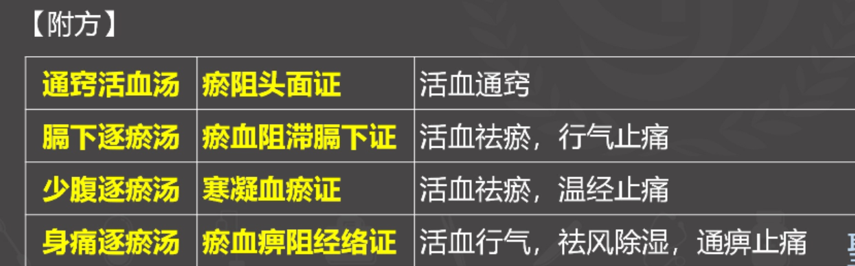 【附方】
通窍活血汤 瘀阻头面证 活血通窍
膈下逐瘀汤 瘀血阻滞膈下证 活血祛瘀，行气止痛
少腹逐瘀汤 寒凝血瘀证 活血祛瘀，温经止痛
身痛逐瘀汤 瘀血痹阻经络证 活血行气，祛风除湿，通痹止痛